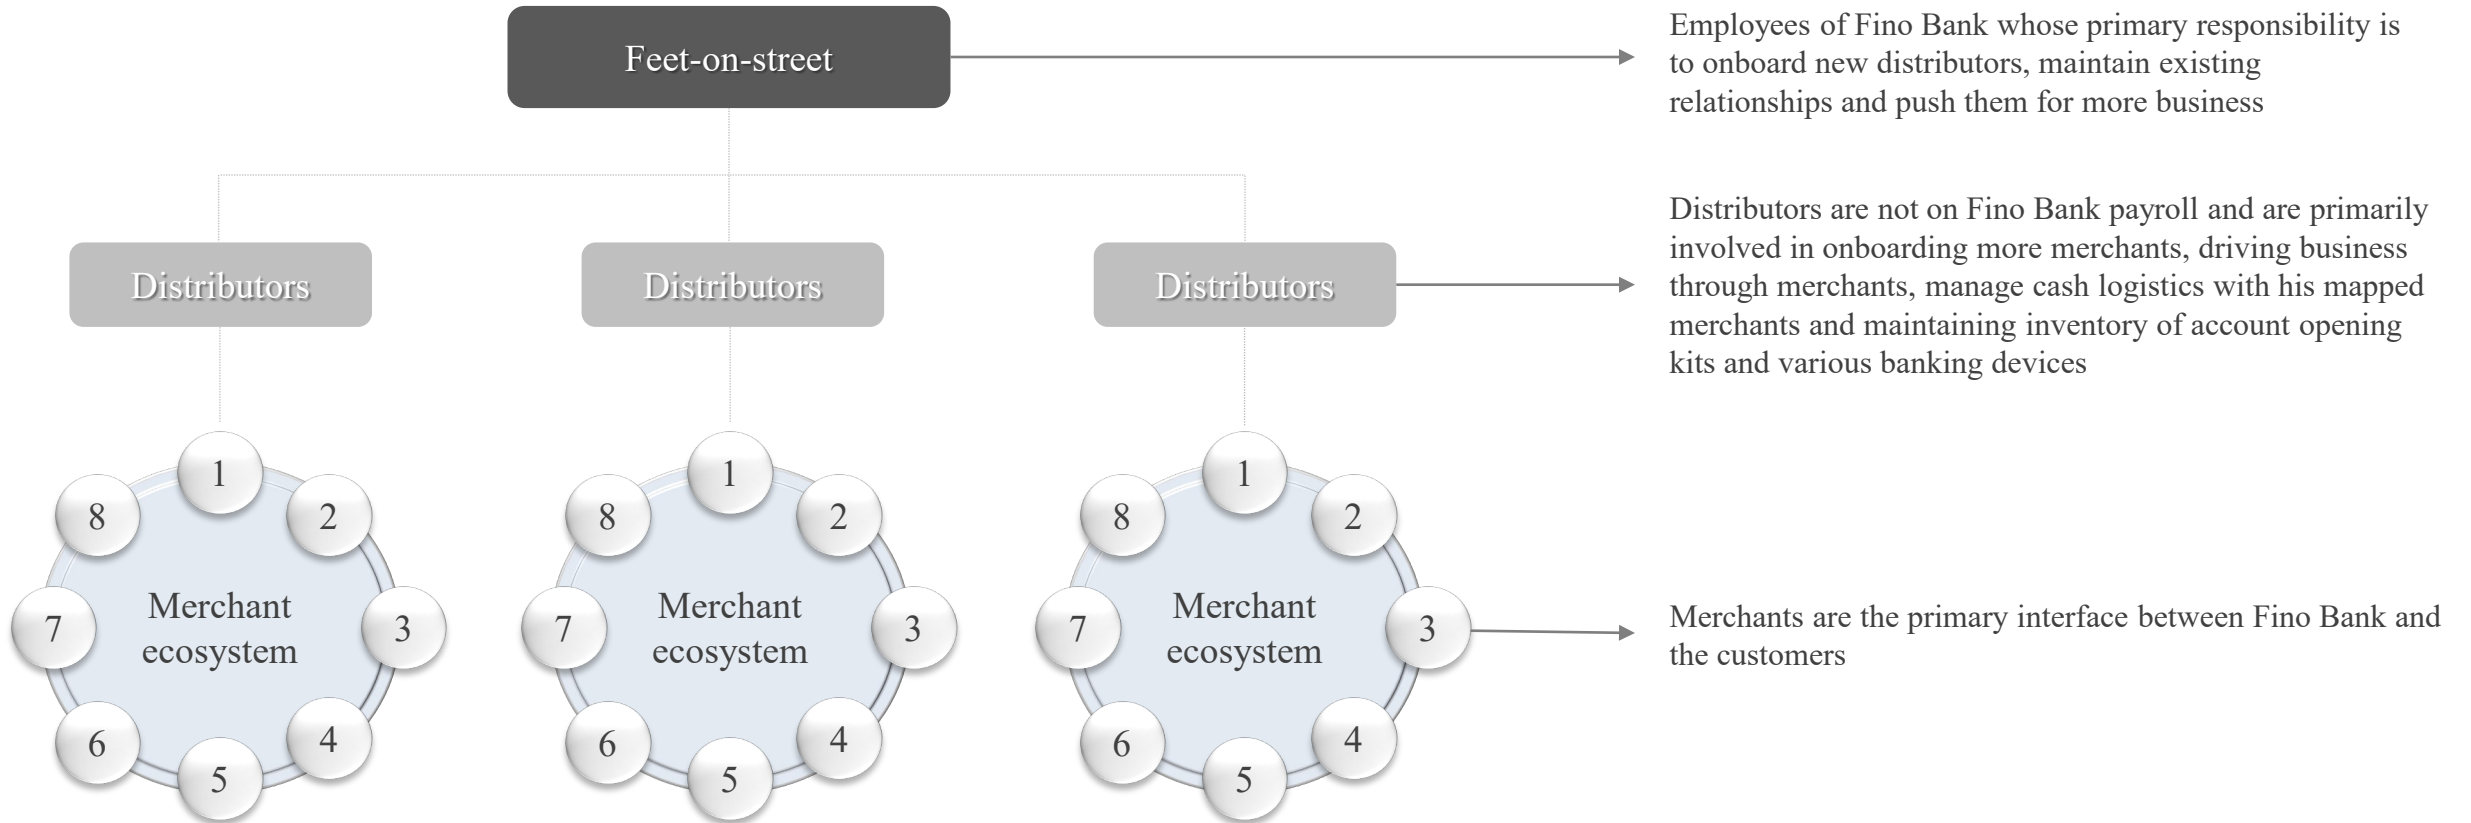 Feet-on-street
Employees of Fino Bank whose primary responsibility is
to onboard new distributors, maintain existing
relationships and push them for more business
Distributors
Distributors
Distributors
Distributors are not on Fino Bank payroll and are primarily
involved in onboarding more merchants, driving business
through merchants, manage cash logistics with his mapped
merchants and maintaining inventory of account opening
kits and various banking devices
1
2
3
4
5
6
7
8
Merchant
ecosystem
1
2
3
4
5
6
7
8
Merchant
ecosystem
1
2
3
4
5
6
7
8
Merchant
ecosystem
Merchants are the primary interface between Fino Bank and
the customers